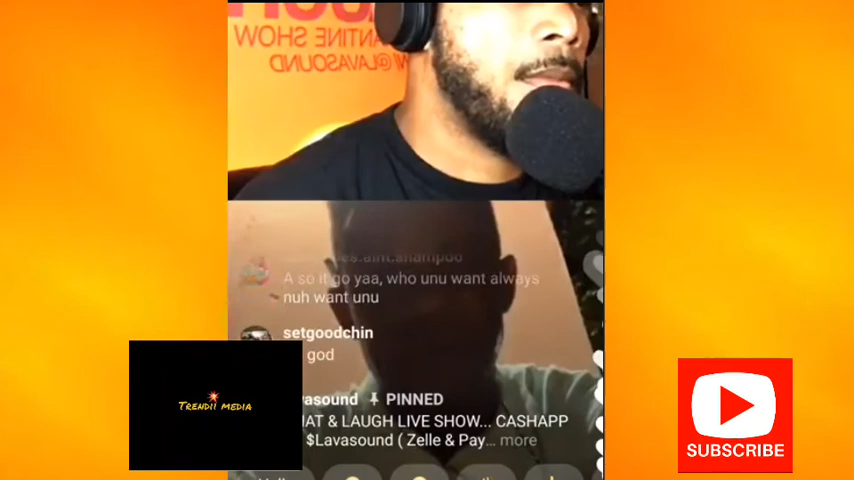 ANTINE SHOW
@LAVASOUND
A so it go yaa, who unu want always
nuh want unu
setgoodchin
god
PINNED
& LAUGH LIVE SHOW... CASHAPP
$Lavasound ( Zelle & Pay... more
TRENDII MEDIA
SUBSCRIBE